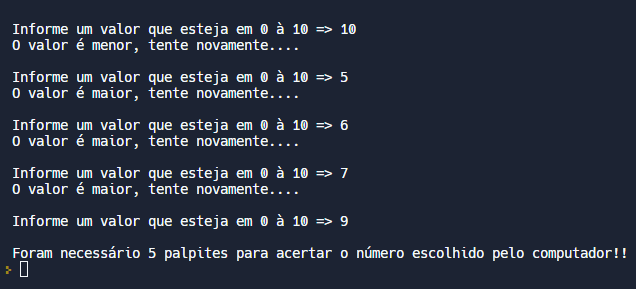 Informe um valor que esteja em 0 à 10 => 10
O valor é menor, tente novamente....
Informe um valor que esteja em 0 à 10 => 5
O valor é maior, tente novamente....
Informe um valor que esteja em 0 à 10 => 6
O valor é maior, tente novamente....
Informe um valor que esteja em 0 à 10 => 7
O valor é maior, tente novamente....
Informe um valor que esteja em 0 à 10 => 9
Foram necessário 5 palpites para acertar o número escolhido pelo computador!!